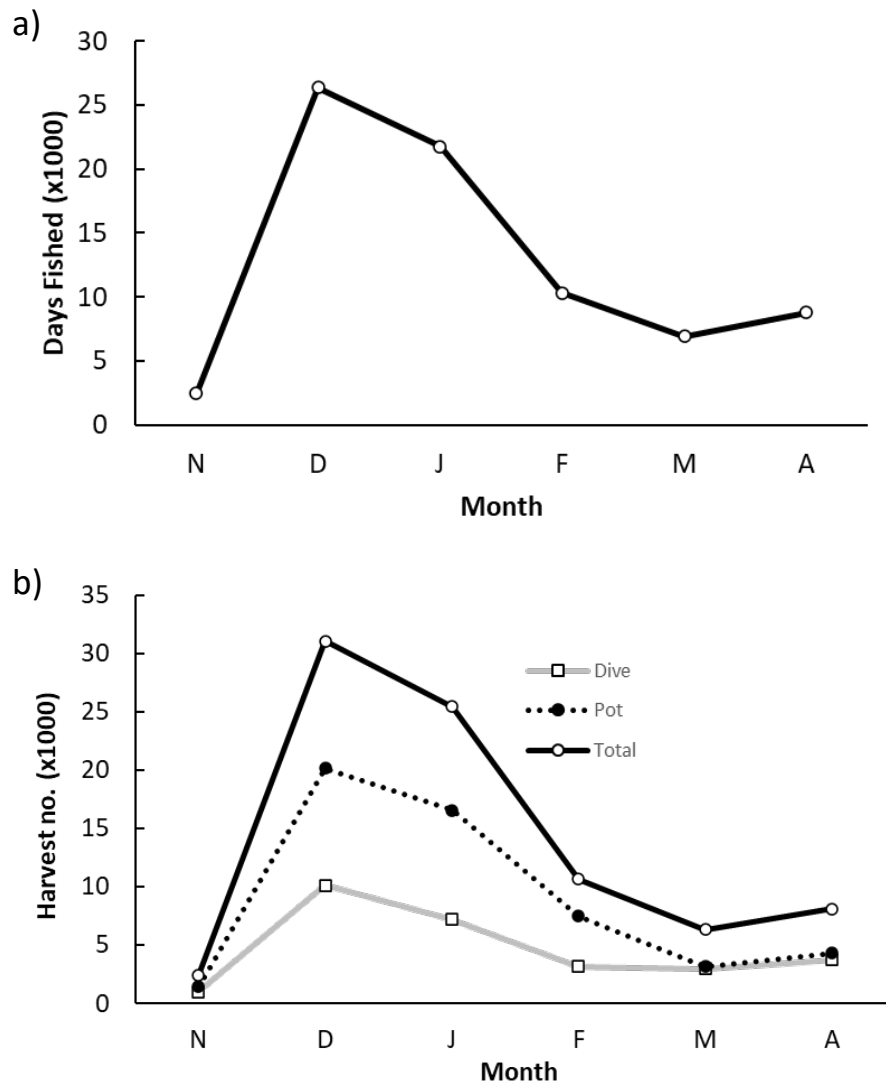 a)
30
25
20
15
10
5
0
Days Fished (x1000)
N D J F M A
Month
b)
35
30
25
20
15
10
5
0
Harvest no. (x1000)
Dive
Pot
Total
N D J F M A
Month